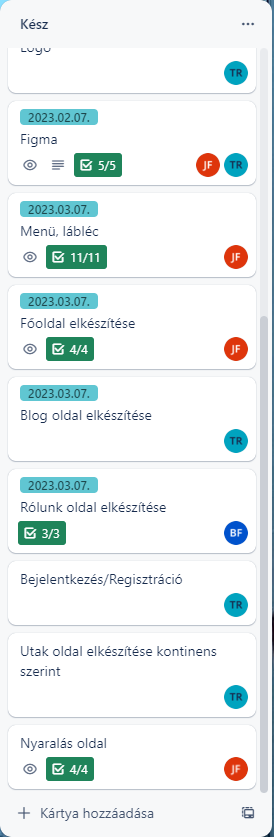 Kész
Logo
TR
2023.02.07.
Figma
5/5
JF
TR
2023.03.07.
Menü, lábléc
11/11
JF
2023.03.07.
Főoldal elkészítése
4/4
JF
2023.03.07.
Blog oldal elkészítése
TR
2023.03.07.
Rólunk oldal elkészítése
3/3
BF
Bejelentkezés/Regisztráció
TR
Utak oldal elkészítése kontinens
szerint
TR
Nyaralás oldal
4/4
JF
Kártya hozzáadása